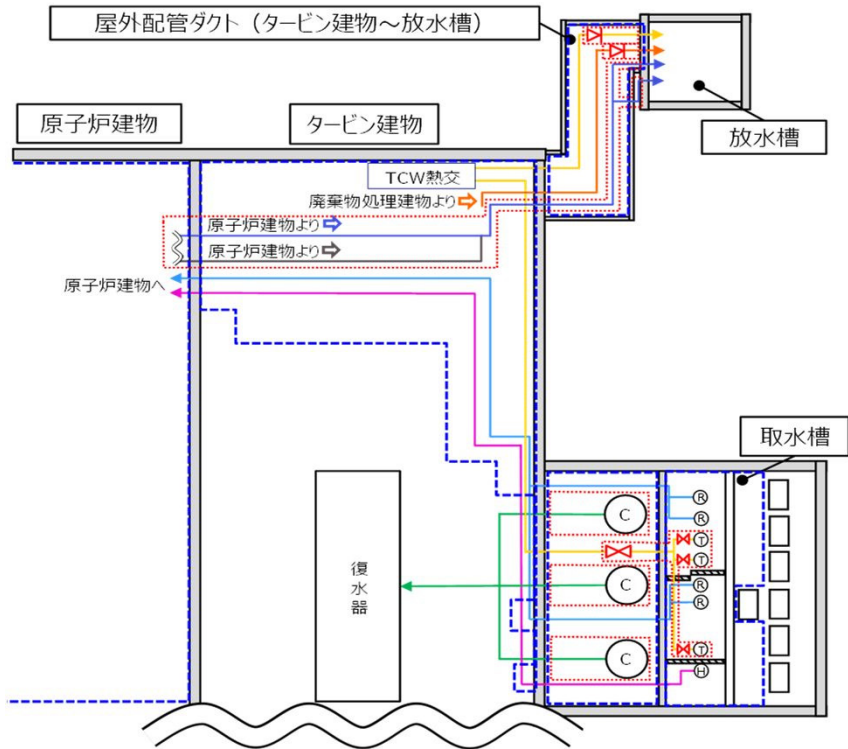 屋外配管ダクト（タービン建物～放水槽）
原子炉建物
タービン建物
放水槽
TCW熱交
廃棄物処理建物より
原子炉建物より
原子炉建物より
原子炉建物へ
取水槽
復水器
C
C
C
R
R
T
T
R
R
T
H